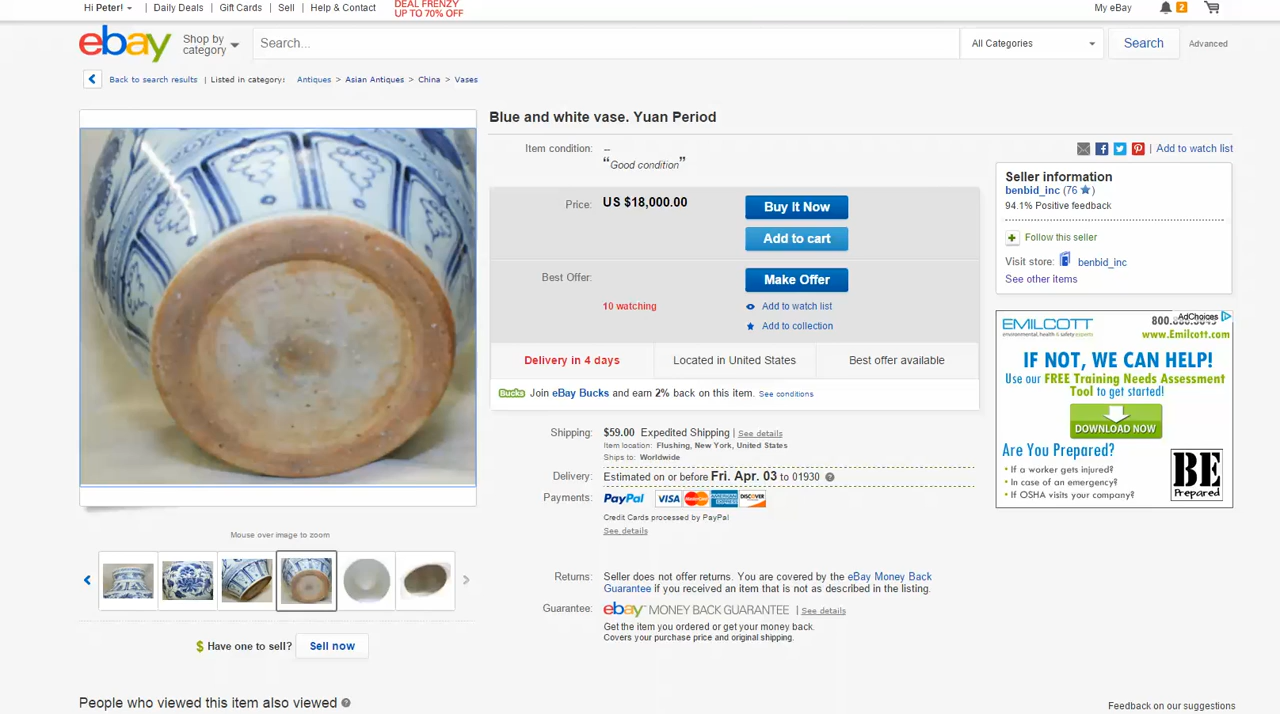 Hi Peter! | Daily Deals | Gift Cards | Sell | Help & Contact
DEAL FRENZY
UP TO 70% OFF
My eBay
2
ebay
Shop by
category
Search...
All Categories
Search
Advanced
Back to search results | Listed in category: Antiques > Asian Antiques > China > Vases
Blue and white vase. Yuan Period
Item condition: --
“Good condition”
Price: US $18,000.00
Buy It Now
Add to cart
Best Offer:
Make Offer
10 watching
Add to watch list
Add to collection
Delivery in 4 days
Located in United States
Best offer available
Bucks Join eBay Bucks and earn 2% back on this item. See conditions
Shipping: $59.00 Expedited Shipping | See details
Item location: Flushing, New York, United States
Ships to: Worldwide
Delivery: Estimated on or before Fri. Apr. 03 to 01930
Payments: PayPal VISA MasterCard AMERICAN EXPRESS DISCOVER
Credit Cards processed by PayPal
See details
Returns: Seller does not offer returns. You are covered by the eBay Money Back
Guarantee if you received an item that is not as described in the listing.
Guarantee: ebay MONEY BACK GUARANTEE | See details
Get the item you ordered or get your money back.
Covers your purchase price and original shipping.
| Add to watch list
Seller information
benbid_inc (76)
94.1% Positive feedback
Follow this seller
Visit store: benbid_inc
See other items
AdChoices
EMILCOTT
environmental, health & safety experts
www.Emilcott.com
IF NOT, WE CAN HELP!
Use our FREE Training Needs Assessment
Tool to get started!
DOWNLOAD NOW
Are You Prepared?
• If a worker gets injured?
• In case of an emergency?
• If OSHA visits your company?
BE
Prepared
Mouse over image to zoom
$ Have one to sell? Sell now
People who viewed this item also viewed
Feedback on our suggestions